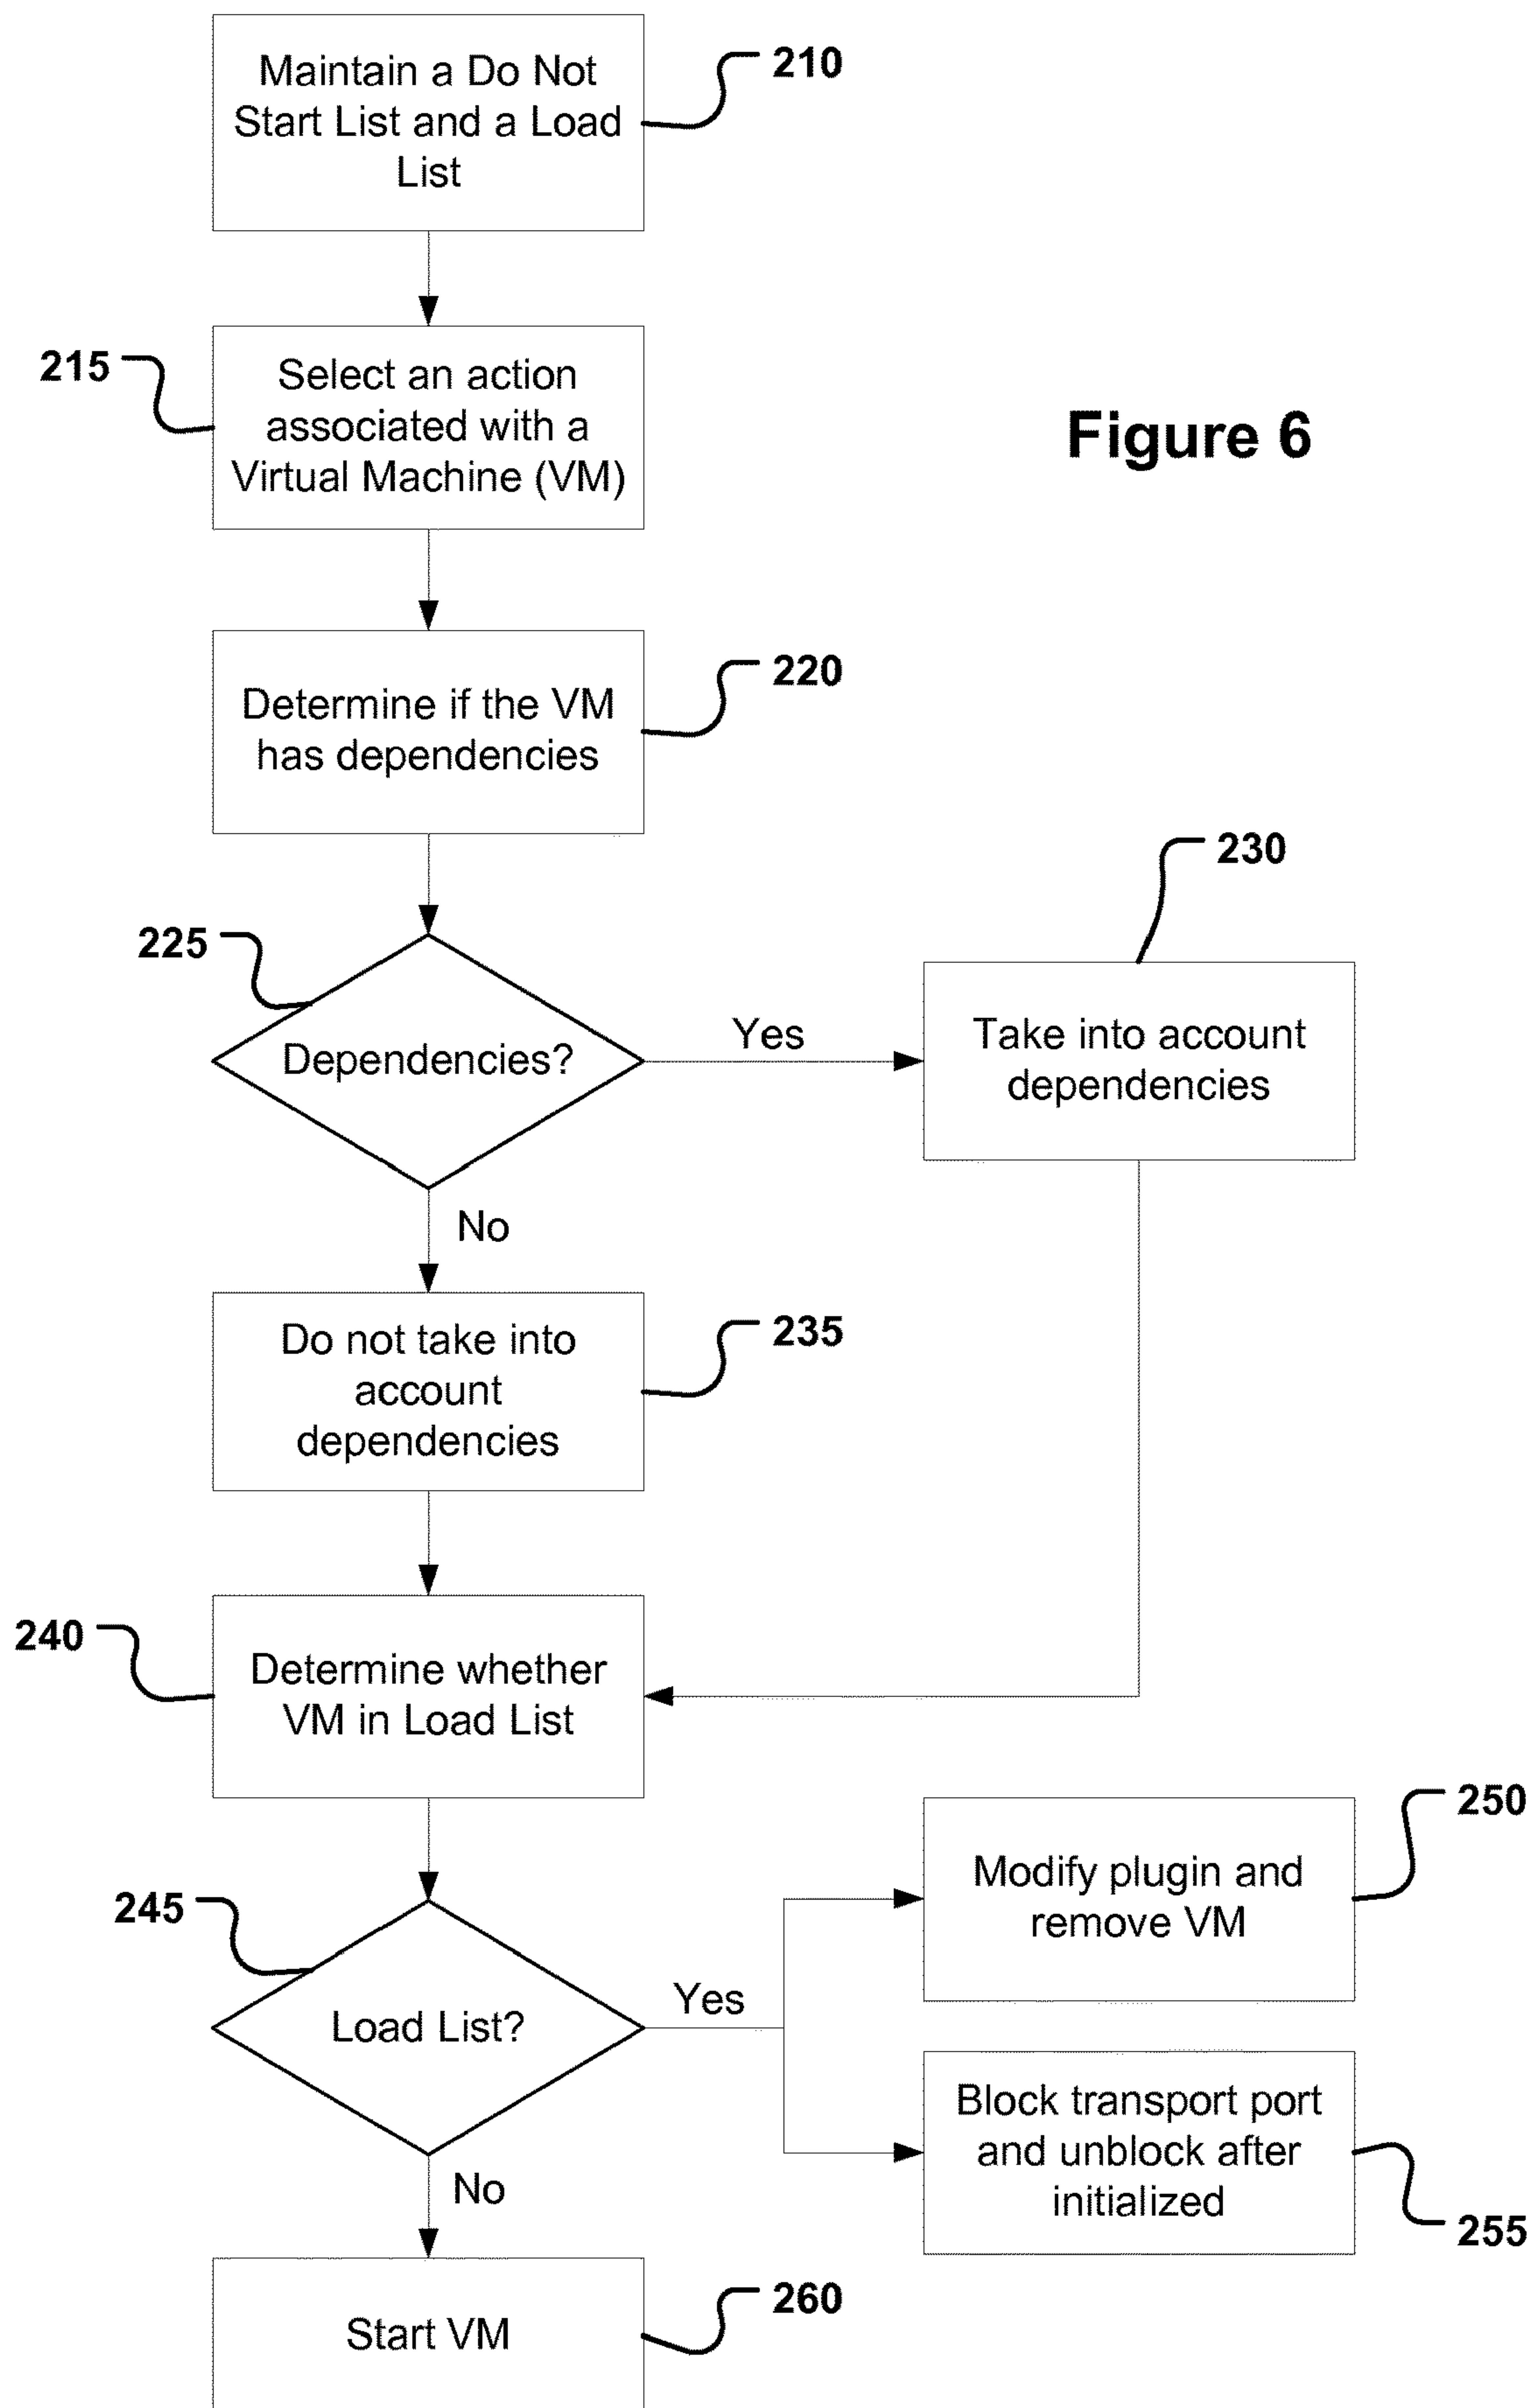 Maintain a Do Not
Start List and a Load
List
210
215
Select an action
associated with a
Virtual Machine (VM)
Figure 6
220
Determine if the VM
has dependencies
230
225
Dependencies?
Yes
Take into account
dependencies
No
235
Do not take into
account
dependencies
240
Determine whether
VM in Load List
250
Modify plugin and
remove VM
245
Load List?
Yes
Block transport port
and unblock after
initialized
255
No
260
Start VM